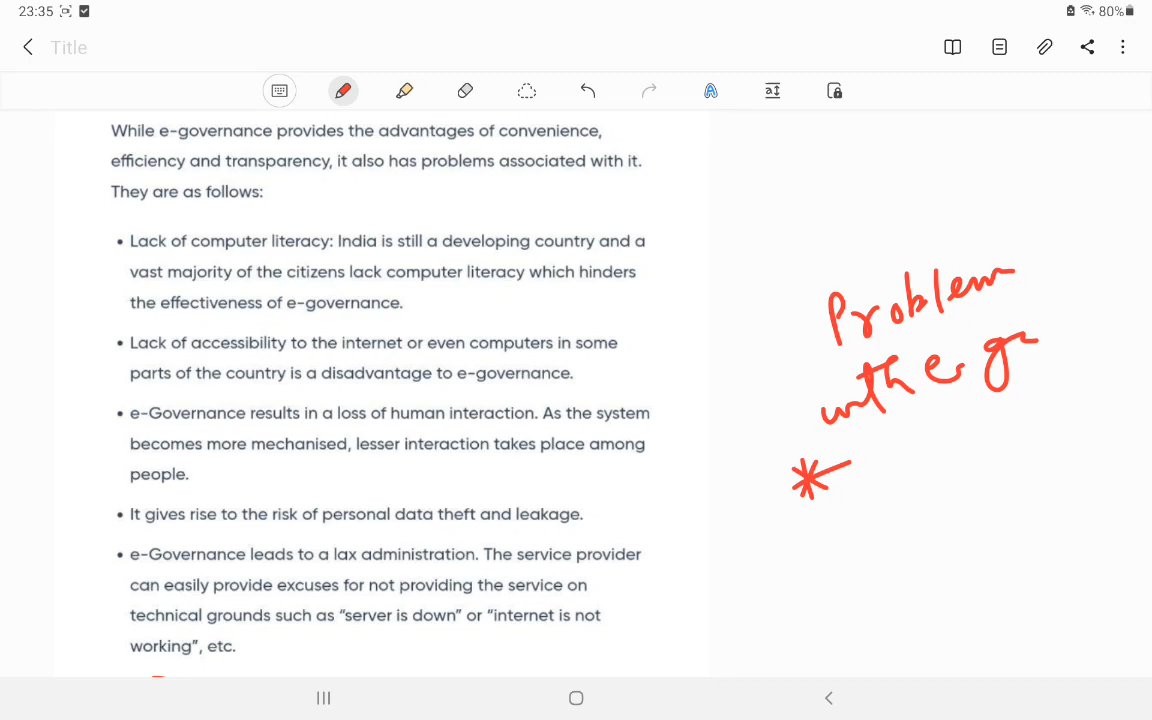 23:35
80%
Title
While e-governance provides the advantages of convenience,
efficiency and transparency, it also has problems associated with it.
They are as follows:
• Lack of computer literacy: India is still a developing country and a
vast majority of the citizens lack computer literacy which hinders
the effectiveness of e-governance.
• Lack of accessibility to the internet or even computers in some
parts of the country is a disadvantage to e-governance.
• e-Governance results in a loss of human interaction. As the system
becomes more mechanised, lesser interaction takes place among
people.
• It gives rise to the risk of personal data theft and leakage.
• e-Governance leads to a lax administration. The service provider
can easily provide excuses for not providing the service on
technical grounds such as “server is down” or “internet is not
working”, etc.
Problem
with e g